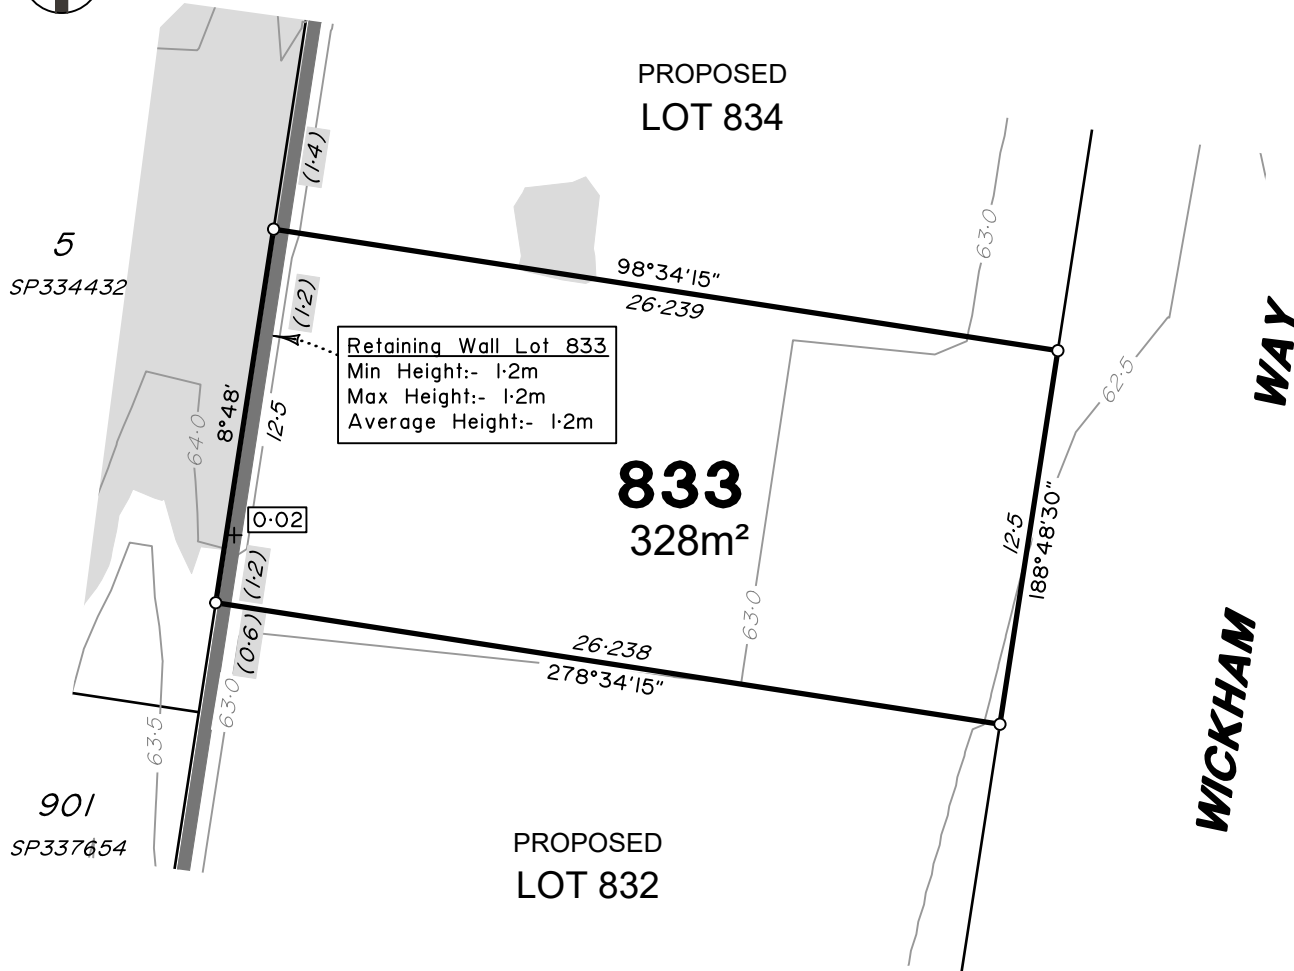 PROPOSED
LOT 834
(1·4)
63·0
5
SP334432
98°34'15"
26·239
(1·2)
Retaining Wall Lot 833
Min Height:- 1·2m
Max Height:- 1·2m
Average Height:- 1·2m
62·5
WAY
8°48'
12·5
64·0
833
328m²
0·02
12·5
188°48'30"
(1·2)
63·0
(0·6)
26·238
278°34'15"
63·0
63·5
WICKHAM
901
SP337654
PROPOSED
LOT 832